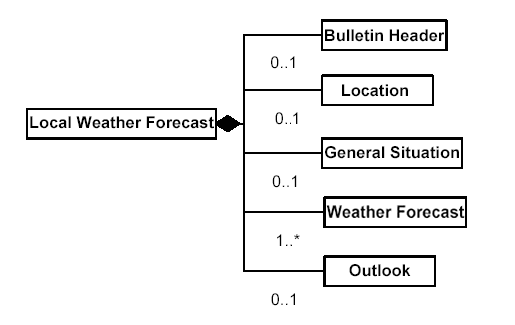 Bulletin Header
0..1
Location
0..1
Local Weather Forecast
General Situation
0..1
Weather Forecast
1..*
Outlook
0..1